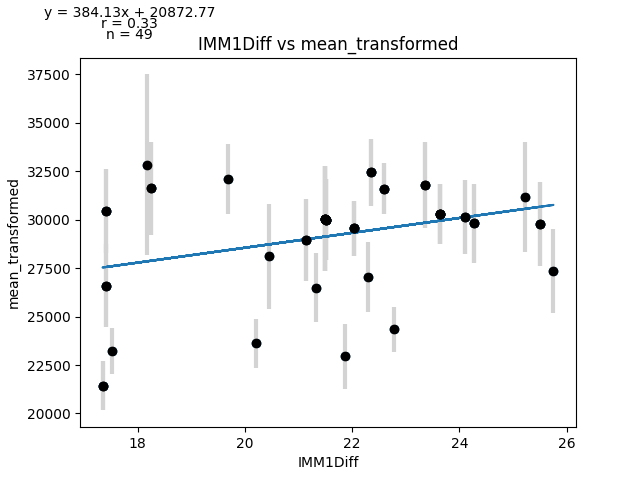 y = 384.13x + 20872.77
r = 0.33
n = 49
IMM1Diff vs mean_transformed
37500
35000
32500
30000
27500
25000
22500
20000
mean_transformed
18
20
22
24
26
IMM1Diff